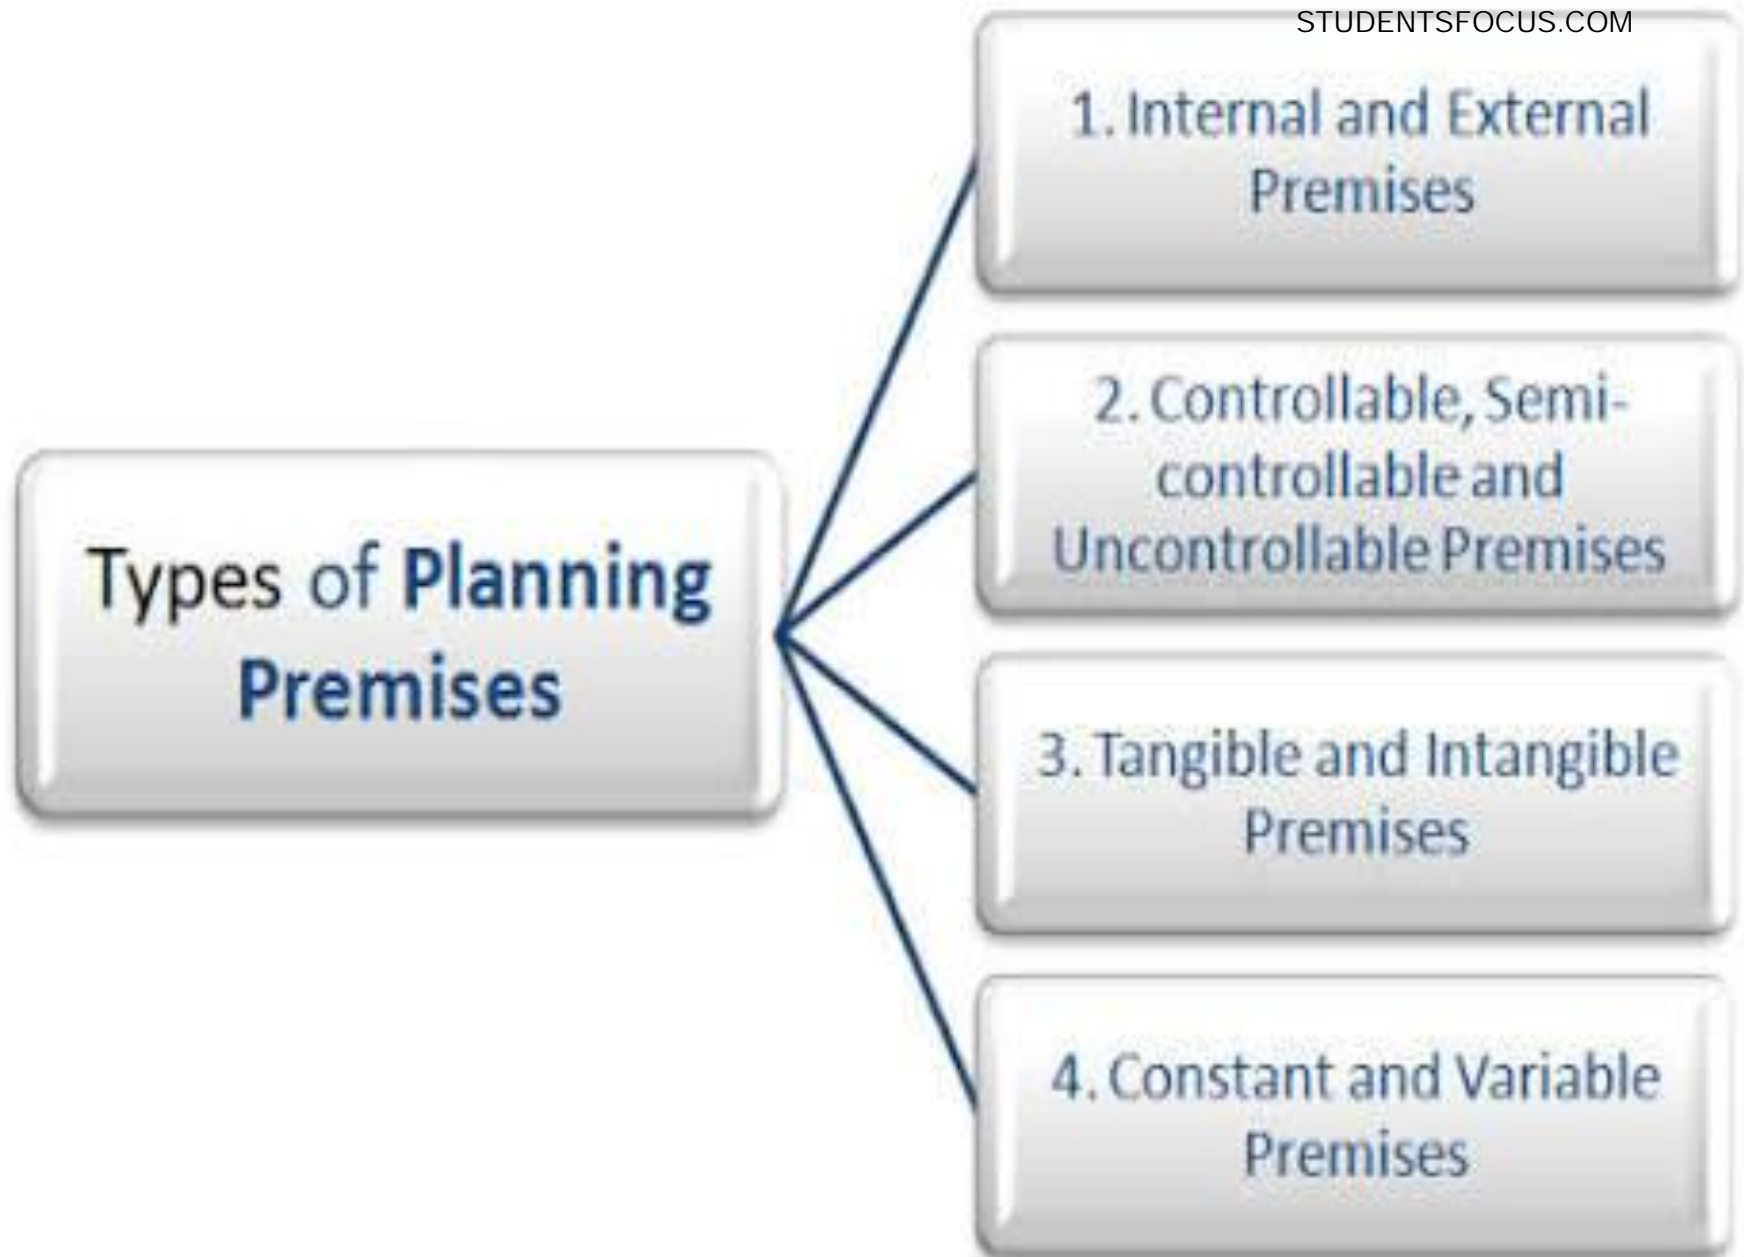 STUDENTSFOCUS.COM
1. Internal and External
Premises
2. Controllable, Semi-
controllable and
Uncontrollable Premises
Types of Planning
Premises
3. Tangible and Intangible
Premises
4. Constant and Variable
Premises